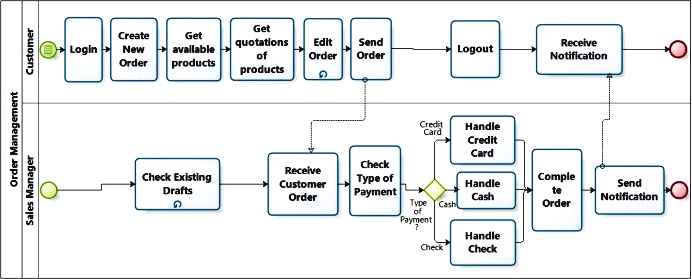 Order Management
Customer
Login
Create
New
Order
Get
available
products
Get
quotations
of
products
Edit
Order
Send
Order
Logout
Receive
Notification
Sales Manager
Check Existing
Drafts
Receive
Customer
Order
Check
Type of
Payment
Type
of
Payment
?
Credit
Card
Cash
Check
Handle
Credit
Card
Handle
Cash
Handle
Check
Comple
te
Order
Send
Notification